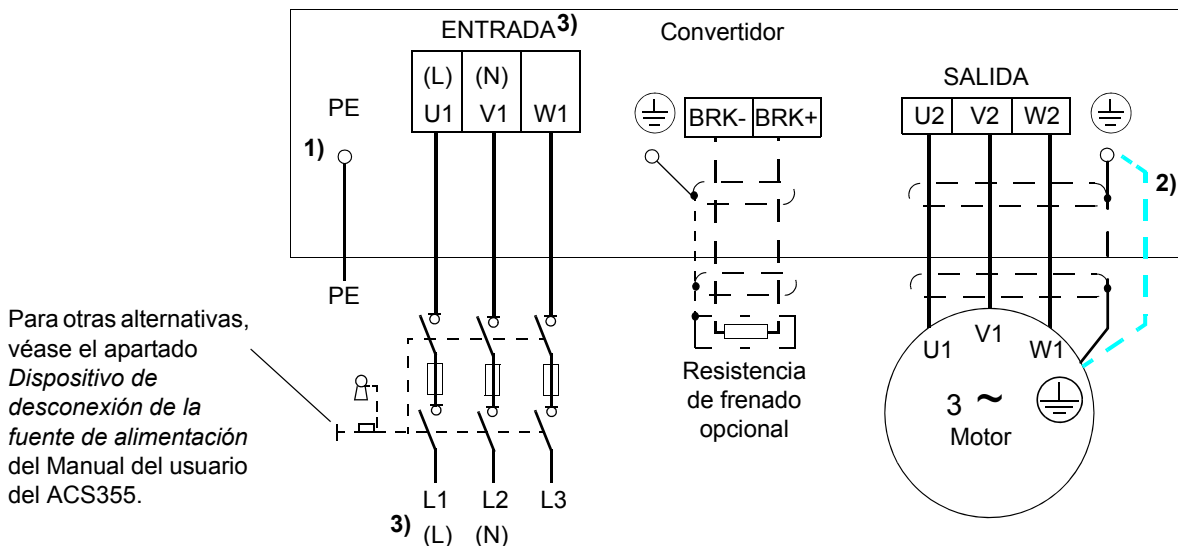 ENTRADA 3)
Convertidor
(L) (N)
U1 V1 W1
SALIDA
PE
BRK- BRK+
U2 V2 W2
1)
2)
PE
Para otras alternativas,
véase el apartado
Dispositivo de
desconexión de la
fuente de alimentación
del Manual del usuario
del ACS355.
Resistencia
de frenado
opcional
U1 V1 W1
3 ~
Motor
L1 L2 L3
3) (L) (N)